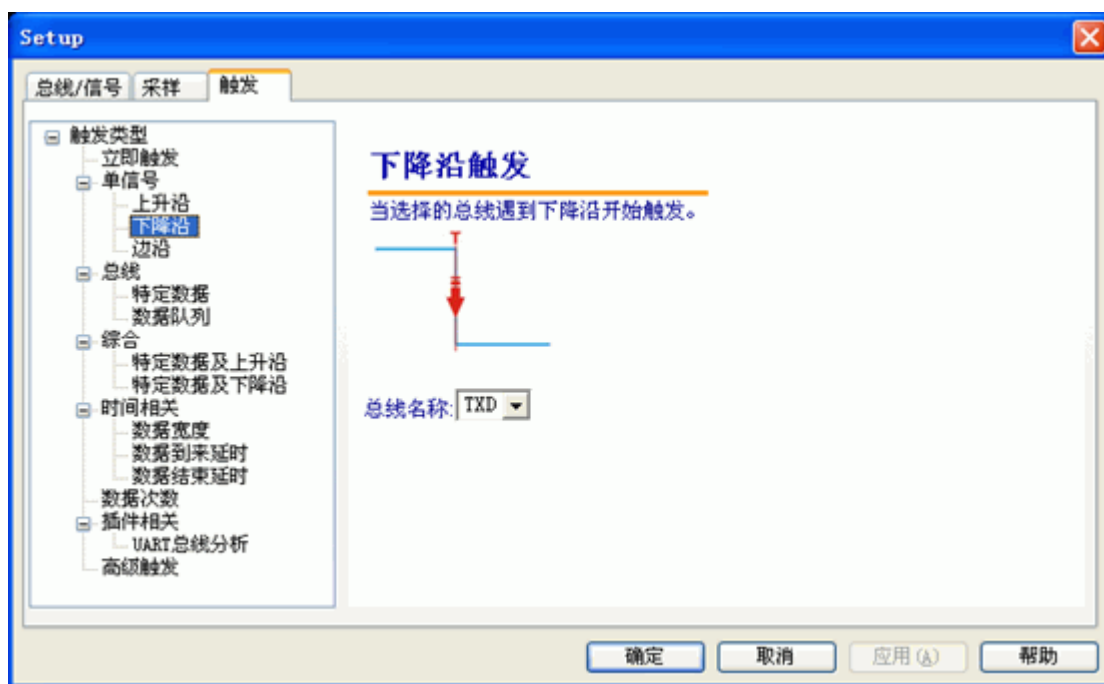 Setup
总线/信号 采样 触发
触发类型
立即触发
单信号
上升沿
下降沿
边沿
总线
特定数据
数据队列
综合
特定数据及上升沿
特定数据及下降沿
时间相关
数据宽度
数据到来延时
数据结束延时
数据次数
插件相关
UART总线分析
高级触发
下降沿触发
当选择的总线遇到下降沿开始触发。
T
总线名称: TXD
确定 取消 应用(A) 帮助